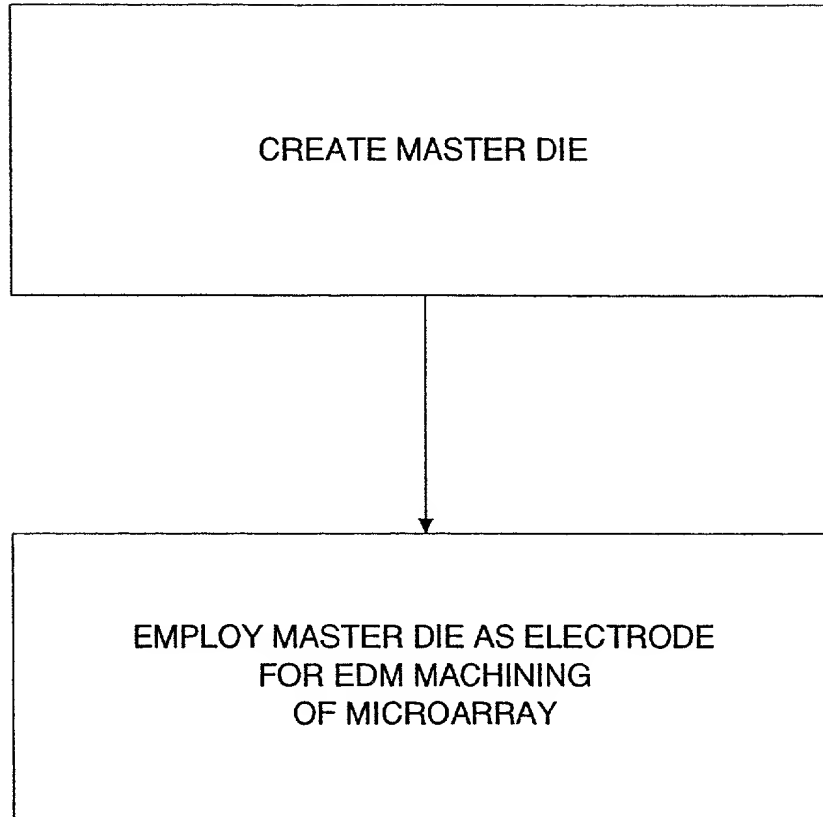 CREATE MASTER DIE
EMPLOY MASTER DIE AS ELECTRODE
FOR EDM MACHINING
OF MICROARRAY